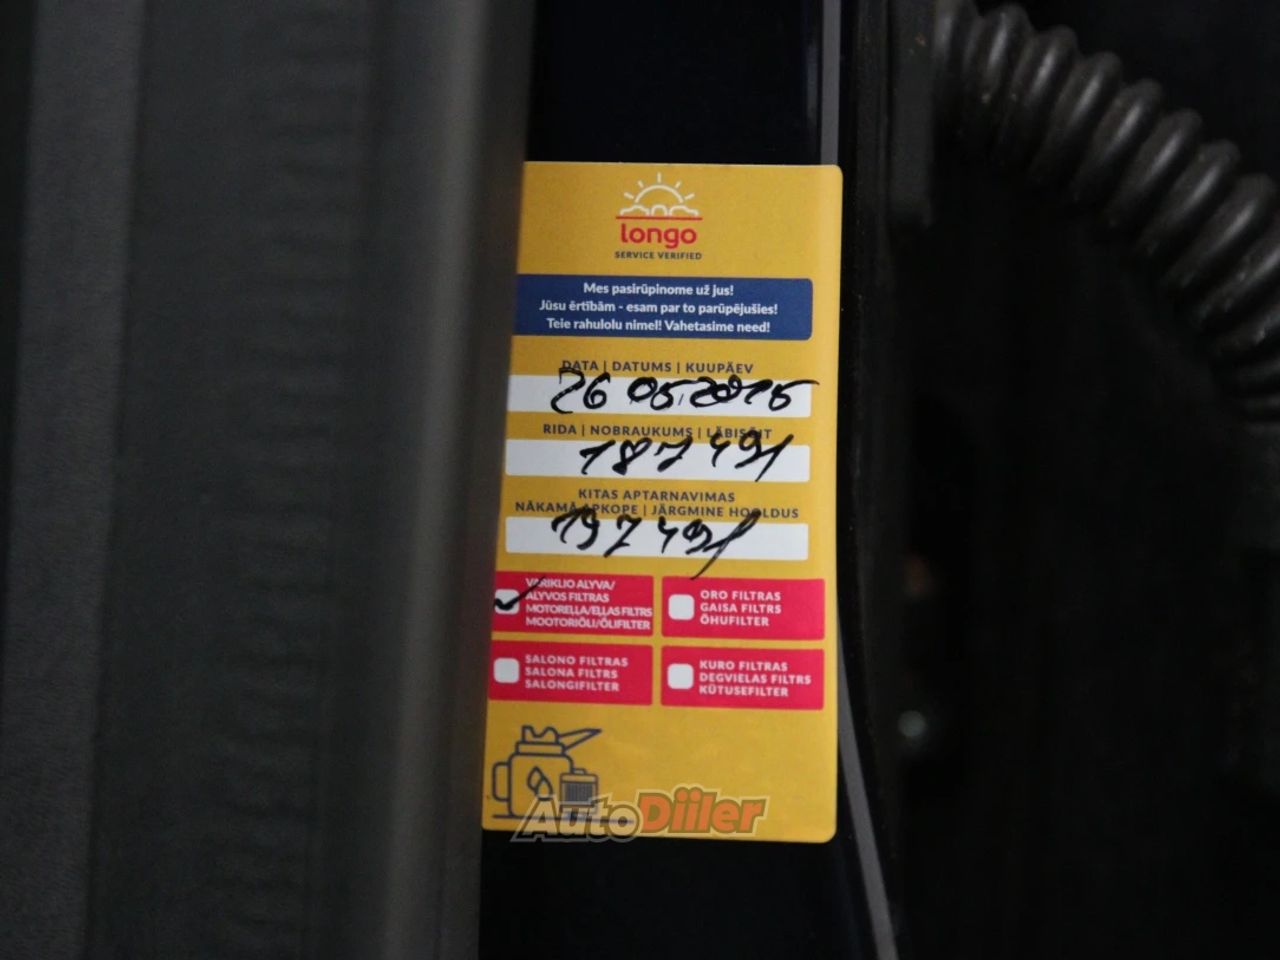 longo
SERVICE VERIFIED
Mes pasirūpinome už jus!
Jūsu ērtībām - esam par to parūpējušies!
Teie rahulolu nimel! Vahetasime need!
DATA | DATUMS | KUUPÄEV
26 05.2025
RIDA | NOBRAUKUMS | LÄBISÕIT
187491
KITAS APTARNAVIMAS
NĀKAMĀ APKOPE | JÄRGMINE HOOLDUS
197491
VARIKLIO ALYVA/
ALYVOS FILTRAS
MOTOREĻĻA/EĻĻAS FILTRS
MOOTORIÕLI/ÕLIFILTER
ORO FILTRAS
GAISA FILTRS
ÕHUFILTER
SALONO FILTRAS
SALONA FILTRS
SALONGIFILTER
KURO FILTRAS
DEGVIELAS FILTRS
KÜTUSEFILTER
AutoDiiler